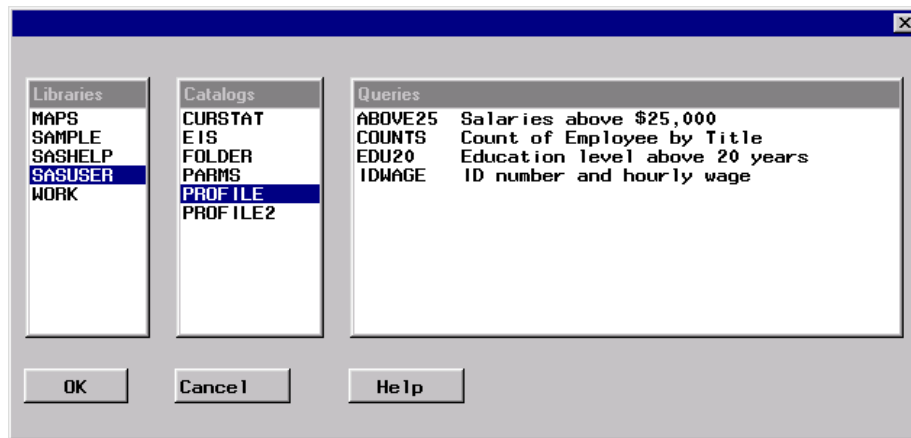 Libraries
MAPS
SAMPLE
SASHELP
SASUSER
WORK
Catalogs
CURSTAT
EIS
FOLDER
PARMS
PROFILE
PROFILE2
Queries
ABOVE25 Salaries above $25,000
COUNTS Count of Employee by Title
EDU20 Education level above 20 years
IDWAGE ID number and hourly wage
OK
Cancel
Help